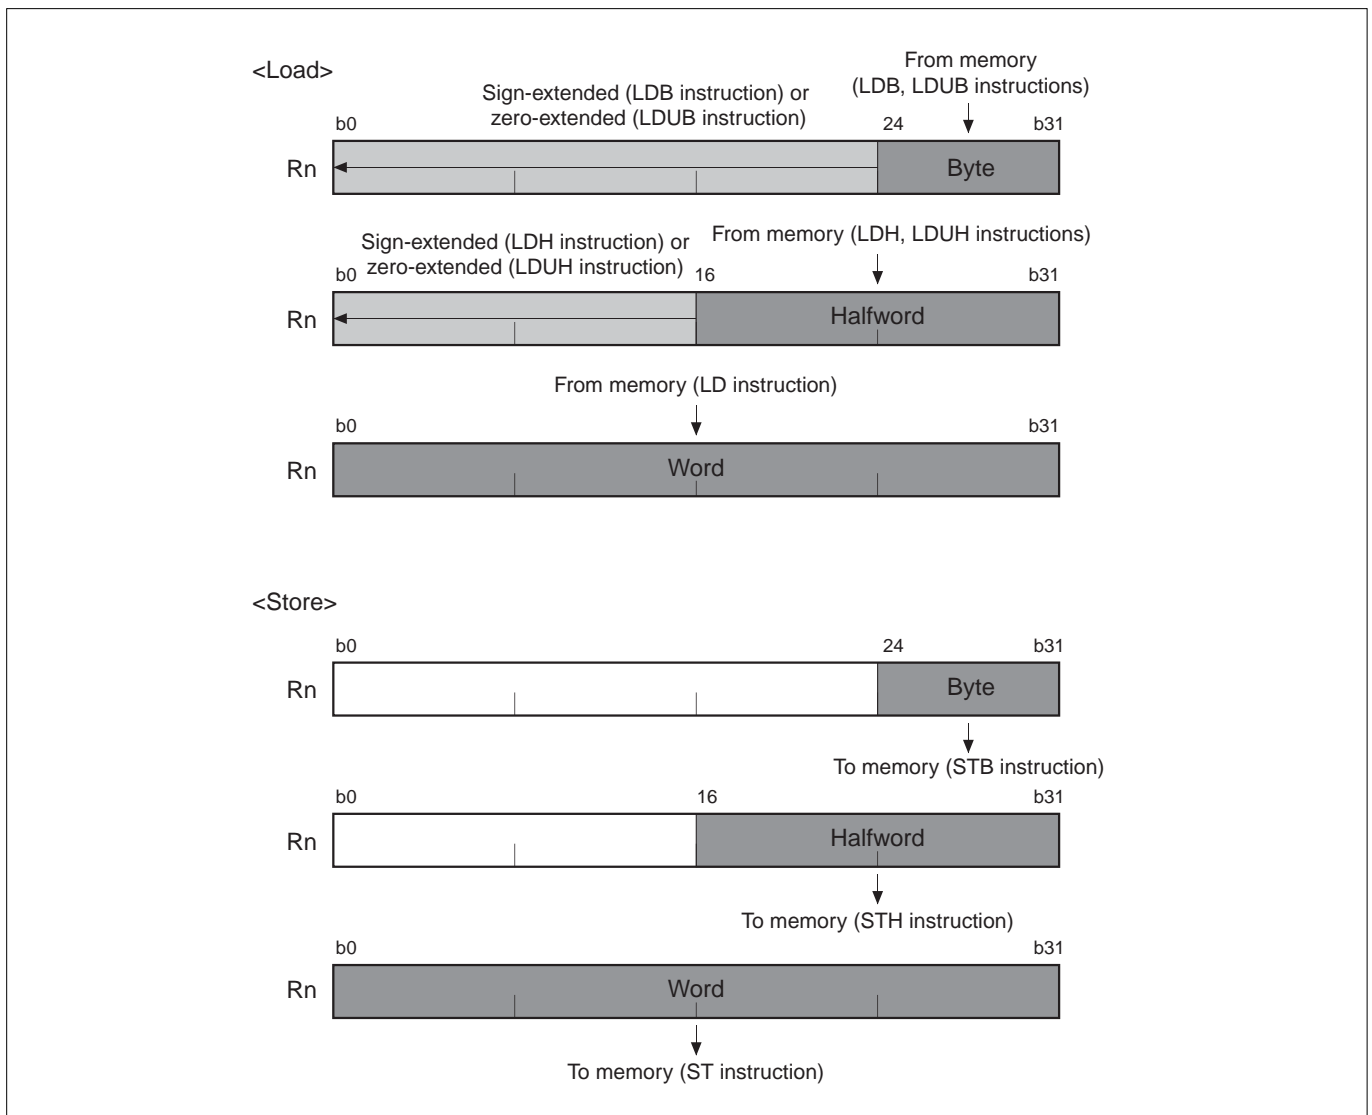 <Load>
From memory
(LDB, LDUB instructions)
Sign-extended (LDB instruction) or
zero-extended (LDUB instruction)
b0 24 b31
Rn Byte
From memory (LDH, LDUH instructions)
Sign-extended (LDH instruction) or
zero-extended (LDUH instruction)
b0 16 b31
Rn Halfword
From memory (LD instruction)
b0 b31
Rn Word
<Store>
b0 24 b31
Rn Byte
To memory (STB instruction)
b0 16 b31
Rn Halfword
To memory (STH instruction)
b0 b31
Rn Word
To memory (ST instruction)